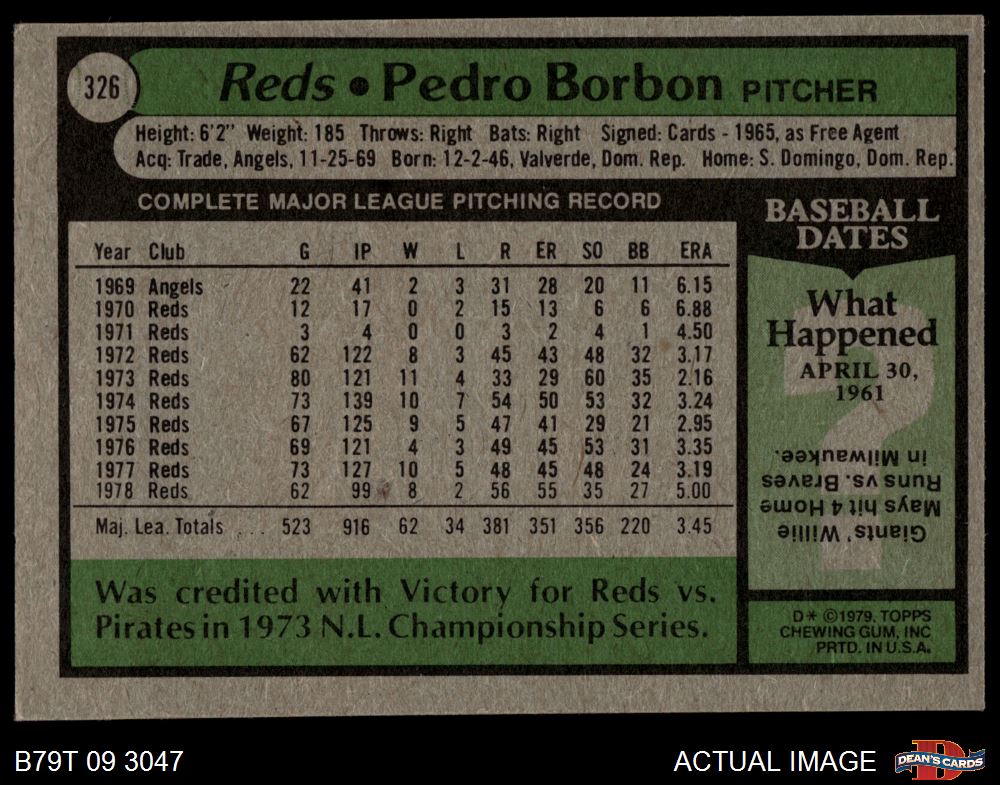 326
Reds • Pedro Borbon PITCHER
Height: 6'2" Weight: 185 Throws: Right Bats: Right Signed: Cards - 1965, as Free Agent
Acq: Trade, Angels, 11-25-69 Born: 12-2-46, Valverde, Dom. Rep. Home: S. Domingo, Dom. Rep.
COMPLETE MAJOR LEAGUE PITCHING RECORD
Year Club G IP W L R ER SO BB ERA
1969 Angels 22 41 2 3 31 28 20 11 6.15
1970 Reds 12 17 0 2 15 13 6 6 6.88
1971 Reds 3 4 0 0 3 2 4 1 4.50
1972 Reds 62 122 8 3 45 43 48 32 3.17
1973 Reds 80 121 11 4 33 29 60 35 2.16
1974 Reds 73 139 10 7 54 50 53 32 3.24
1975 Reds 67 125 9 5 47 41 29 21 2.95
1976 Reds 69 121 4 3 49 45 53 31 3.35
1977 Reds 73 127 10 5 48 45 48 24 3.19
1978 Reds 62 99 8 2 56 55 35 27 5.00
Maj. Lea. Totals ... 523 916 62 34 381 351 356 220 3.45
Was credited with Victory for Reds vs.
Pirates in 1973 N.L. Championship Series.
BASEBALL
DATES
What
Happened
APRIL 30,
1961
?
Giants' Willie
Mays hit 4 Home
Runs vs. Braves
in Milwaukee.
D* ©1979, TOPPS
CHEWING GUM, INC
PRTD. IN U.S.A.
B79T 09 3047
ACTUAL IMAGE
D
DEAN'S CARDS